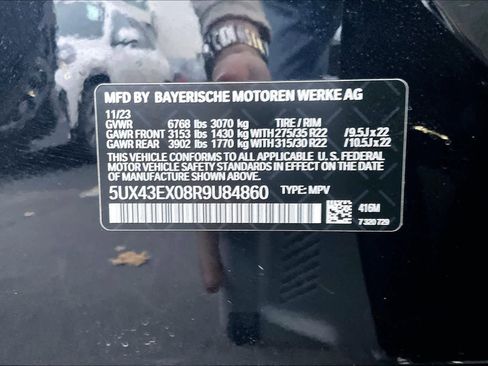 MFD BY BAYERISCHE MOTOREN WERKE AG
11/23
GVWR 6768 lbs 3070 kg TIRE / RIM
GAWR FRONT 3153 lbs 1430 kg WITH 275/35 R22 /9.5J x 22
GAWR REAR 3902 lbs 1770 kg WITH 315/30 R22 /10.5J x 22
THIS VEHICLE CONFORMS TO ALL APPLICABLE U.S. FEDERAL
MOTOR VEHICLE SAFETY STANDARDS IN EFFECT ON THE DATE
OF MANUFACTURE SHOWN ABOVE.
5UX43EX08R9U84860 TYPE: MPV
416M
7 320 729